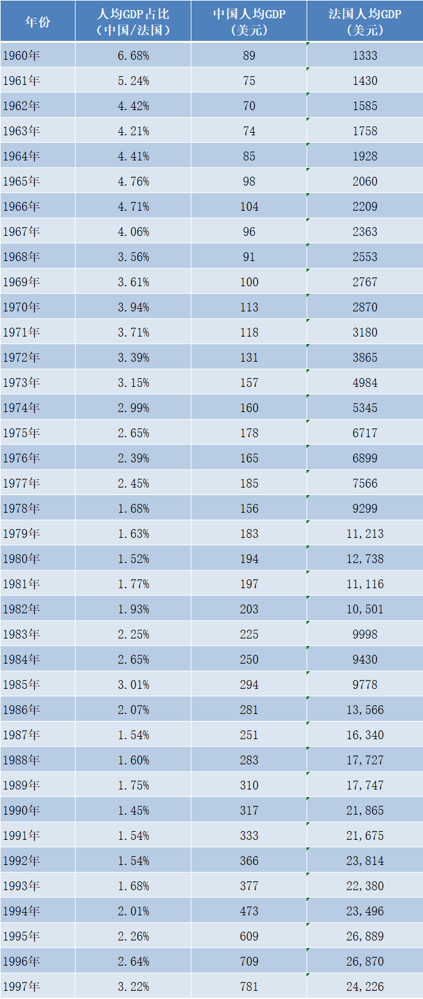 年份 人均GDP占比（中国/法国） 中国人均GDP(美元) 法国人均GDP(美元)
1960年 6.68% 89 1333
1961年 5.24% 75 1430
1962年 4.42% 70 1585
1963年 4.21% 74 1758
1964年 4.41% 85 1928
1965年 4.76% 98 2060
1966年 4.71% 104 2209
1967年 4.06% 96 2363
1968年 3.56% 91 2553
1969年 3.61% 100 2767
1970年 3.94% 113 2870
1971年 3.71% 118 3180
1972年 3.39% 131 3865
1973年 3.15% 157 4984
1974年 2.99% 160 5345
1975年 2.65% 178 6717
1976年 2.39% 165 6899
1977年 2.45% 185 7566
1978年 1.68% 156 9299
1979年 1.63% 183 11,213
1980年 1.52% 194 12,738
1981年 1.77% 197 11,116
1982年 1.93% 203 10,501
1983年 2.25% 225 9998
1984年 2.65% 250 9430
1985年 3.01% 294 9778
1986年 2.07% 281 13,566
1987年 1.54% 251 16,340
1988年 1.60% 283 17,727
1989年 1.75% 310 17,747
1990年 1.45% 317 21,865
1991年 1.54% 333 21,675
1992年 1.54% 366 23,814
1993年 1.68% 377 22,380
1994年 2.01% 473 23,496
1995年 2.26% 609 26,889
1996年 2.64% 709 26,870
1997年 3.22% 781 24,226